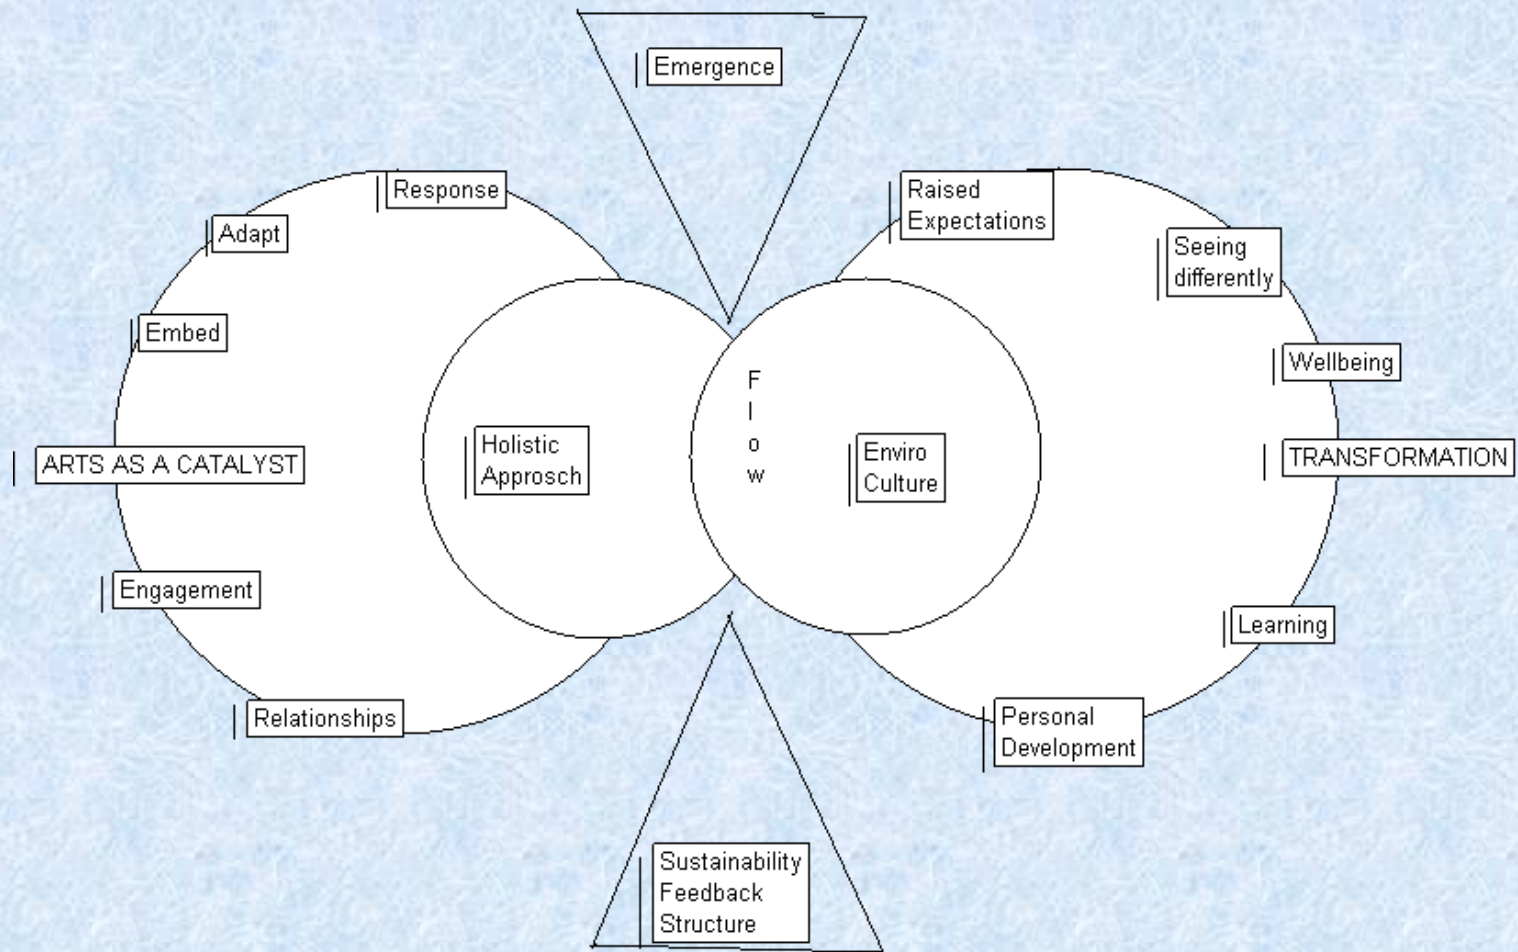 Emergence
Response
Adapt
Embed
ARTS AS A CATALYST
Engagement
Relationships
Holistic
Approsch
F
l
o
w
Enviro
Culture
Raised
Expectations
Seeing
differently
Wellbeing
TRANSFORMATION
Learning
Personal
Development
Sustainability
Feedback
Structure